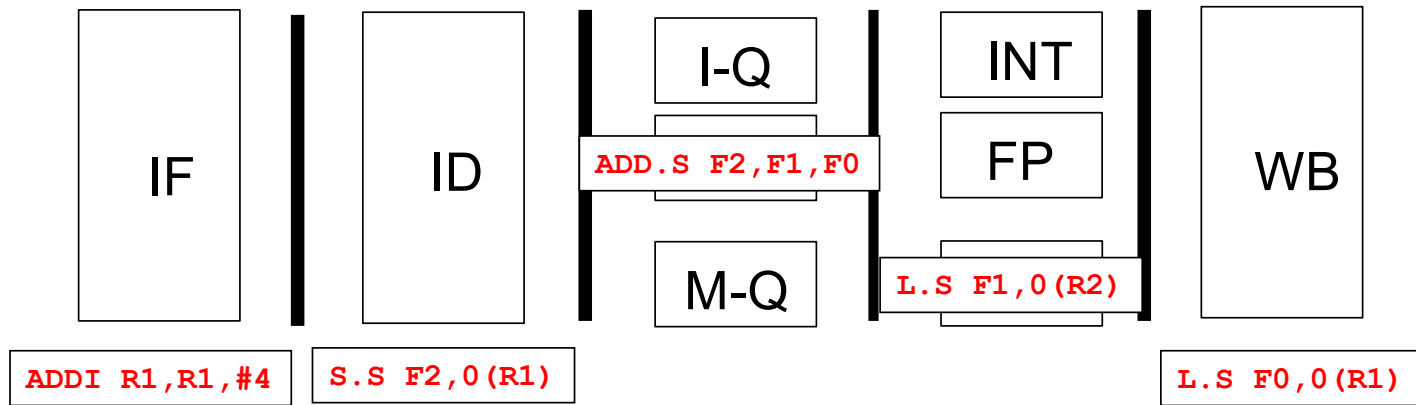 IF
ID
I-Q
INT
ADD.S F2,F1,F0
FP
WB
M-Q
L.S F1,0(R2)
ADDI R1,R1,#4
S.S F2,0(R1)
L.S F0,0(R1)